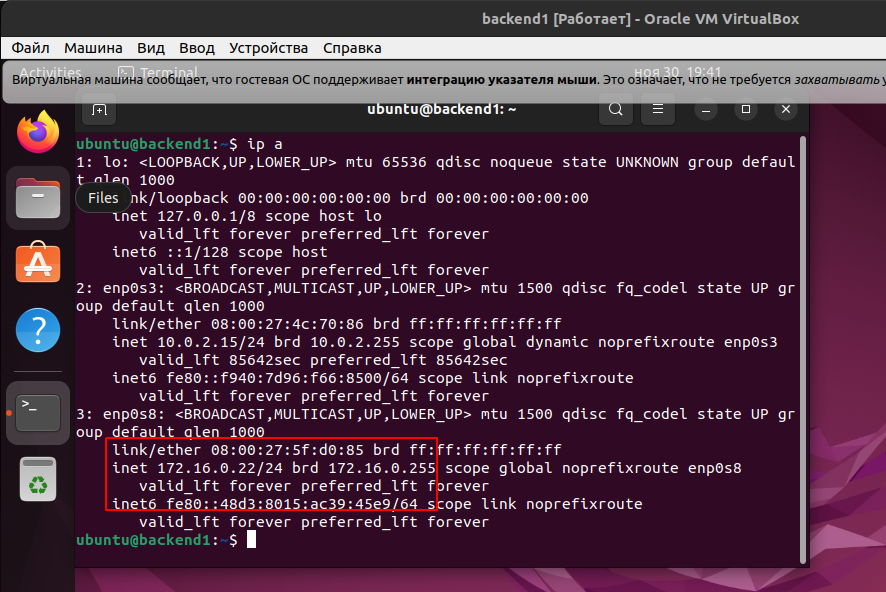 backend1 [Работает] - Oracle VM VirtualBox
Файл Машина Вид Ввод Устройства Справка
Activities Terminal ноя 30 19:41
Виртуальная машина сообщает, что гостевая ОС поддерживает интеграцию указателя мыши. Это означает, что не требуется захватывать у
ubuntu@backend1: ~
ubuntu@backend1:~$ ip a
1: lo: <LOOPBACK,UP,LOWER_UP> mtu 65536 qdisc noqueue state UNKNOWN group defaul
t qlen 1000
Files
nk/loopback 00:00:00:00:00:00 brd 00:00:00:00:00:00
inet 127.0.0.1/8 scope host lo
valid_lft forever preferred_lft forever
inet6 ::1/128 scope host
valid_lft forever preferred_lft forever
2: enp0s3: <BROADCAST,MULTICAST,UP,LOWER_UP> mtu 1500 qdisc fq_codel state UP gr
oup default qlen 1000
link/ether 08:00:27:4c:70:86 brd ff:ff:ff:ff:ff:ff
inet 10.0.2.15/24 brd 10.0.2.255 scope global dynamic noprefixroute enp0s3
valid_lft 85642sec preferred_lft 85642sec
inet6 fe80::f940:7d96:f66:8500/64 scope link noprefixroute
valid_lft forever preferred_lft forever
3: enp0s8: <BROADCAST,MULTICAST,UP,LOWER_UP> mtu 1500 qdisc fq_codel state UP gr
oup default qlen 1000
link/ether 08:00:27:5f:d0:85 brd ff:ff:ff:ff:ff:ff
inet 172.16.0.22/24 brd 172.16.0.255 scope global noprefixroute enp0s8
valid_lft forever preferred_lft forever
inet6 fe80::48d3:8015:ac39:45e9/64 scope link noprefixroute
valid_lft forever preferred_lft forever
ubuntu@backend1:~$